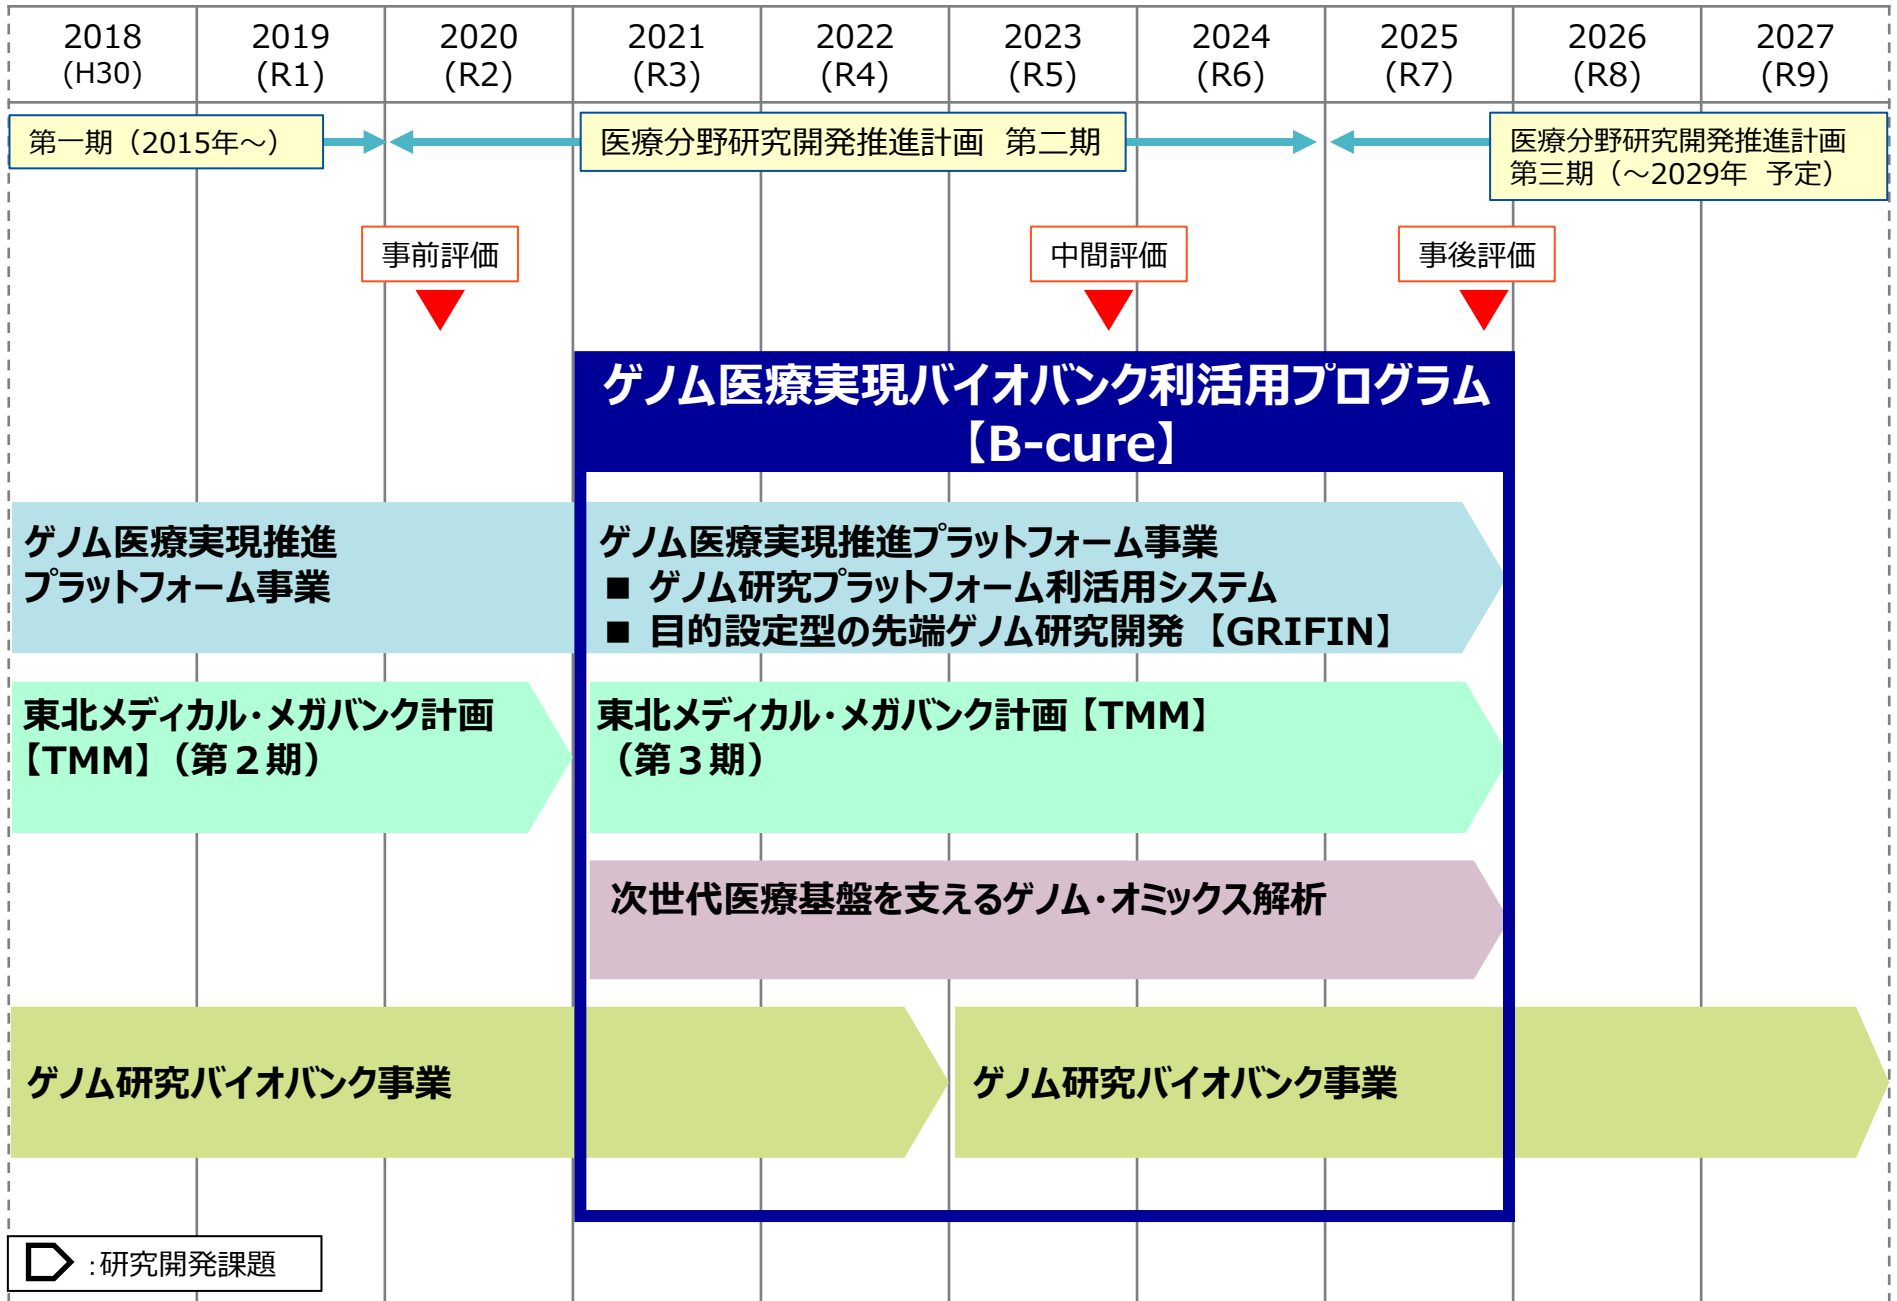 2018
(H30)
2019
(R1)
2020
(R2)
2021
(R3)
2022
(R4)
2023
(R5)
2024
(R6)
2025
(R7)
2026
(R8)
2027
(R9)
第一期（2015年～）
医療分野研究開発推進計画 第二期
医療分野研究開発推進計画
第三期（～2029年 予定）
事前評価
中間評価
事後評価
ゲノム医療実現バイオバンク利活用プログラム
【B-cure】
ゲノム医療実現推進
プラットフォーム事業
ゲノム医療実現推進プラットフォーム事業
■ ゲノム研究プラットフォーム利活用システム
■ 目的設定型の先端ゲノム研究開発 【GRIFIN】
東北メディカル・メガバンク計画
【TMM】（第２期）
東北メディカル・メガバンク計画【TMM】
（第３期）
次世代医療基盤を支えるゲノム・オミックス解析
ゲノム研究バイオバンク事業
ゲノム研究バイオバンク事業
:研究開発課題